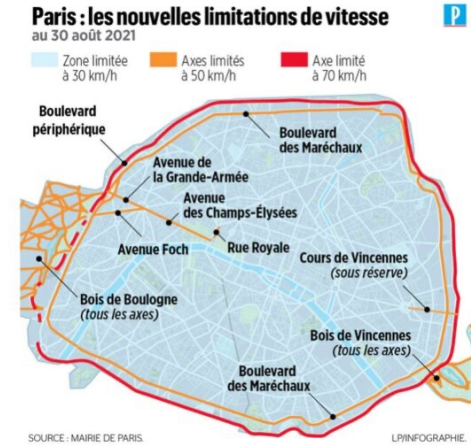 Paris : les nouvelles limitations de vitesse
P
au 30 août 2021
Zone limitée
à 30 km/h
Axes limités
à 50 km/h
Axe limité
à 70 km/h
Boulevard
périphérique
Boulevard
des Maréchaux
Avenue de
la Grande-Armée
Avenue
des Champs-Élysées
Avenue Foch
Rue Royale
Cours de Vincennes
(sous réserve)
Bois de Boulogne
(tous les axes)
Bois de Vincennes
(tous les axes)
Boulevard
des Maréchaux
SOURCE : MAIRIE DE PARIS.
LP/INFOGRAPHIE.